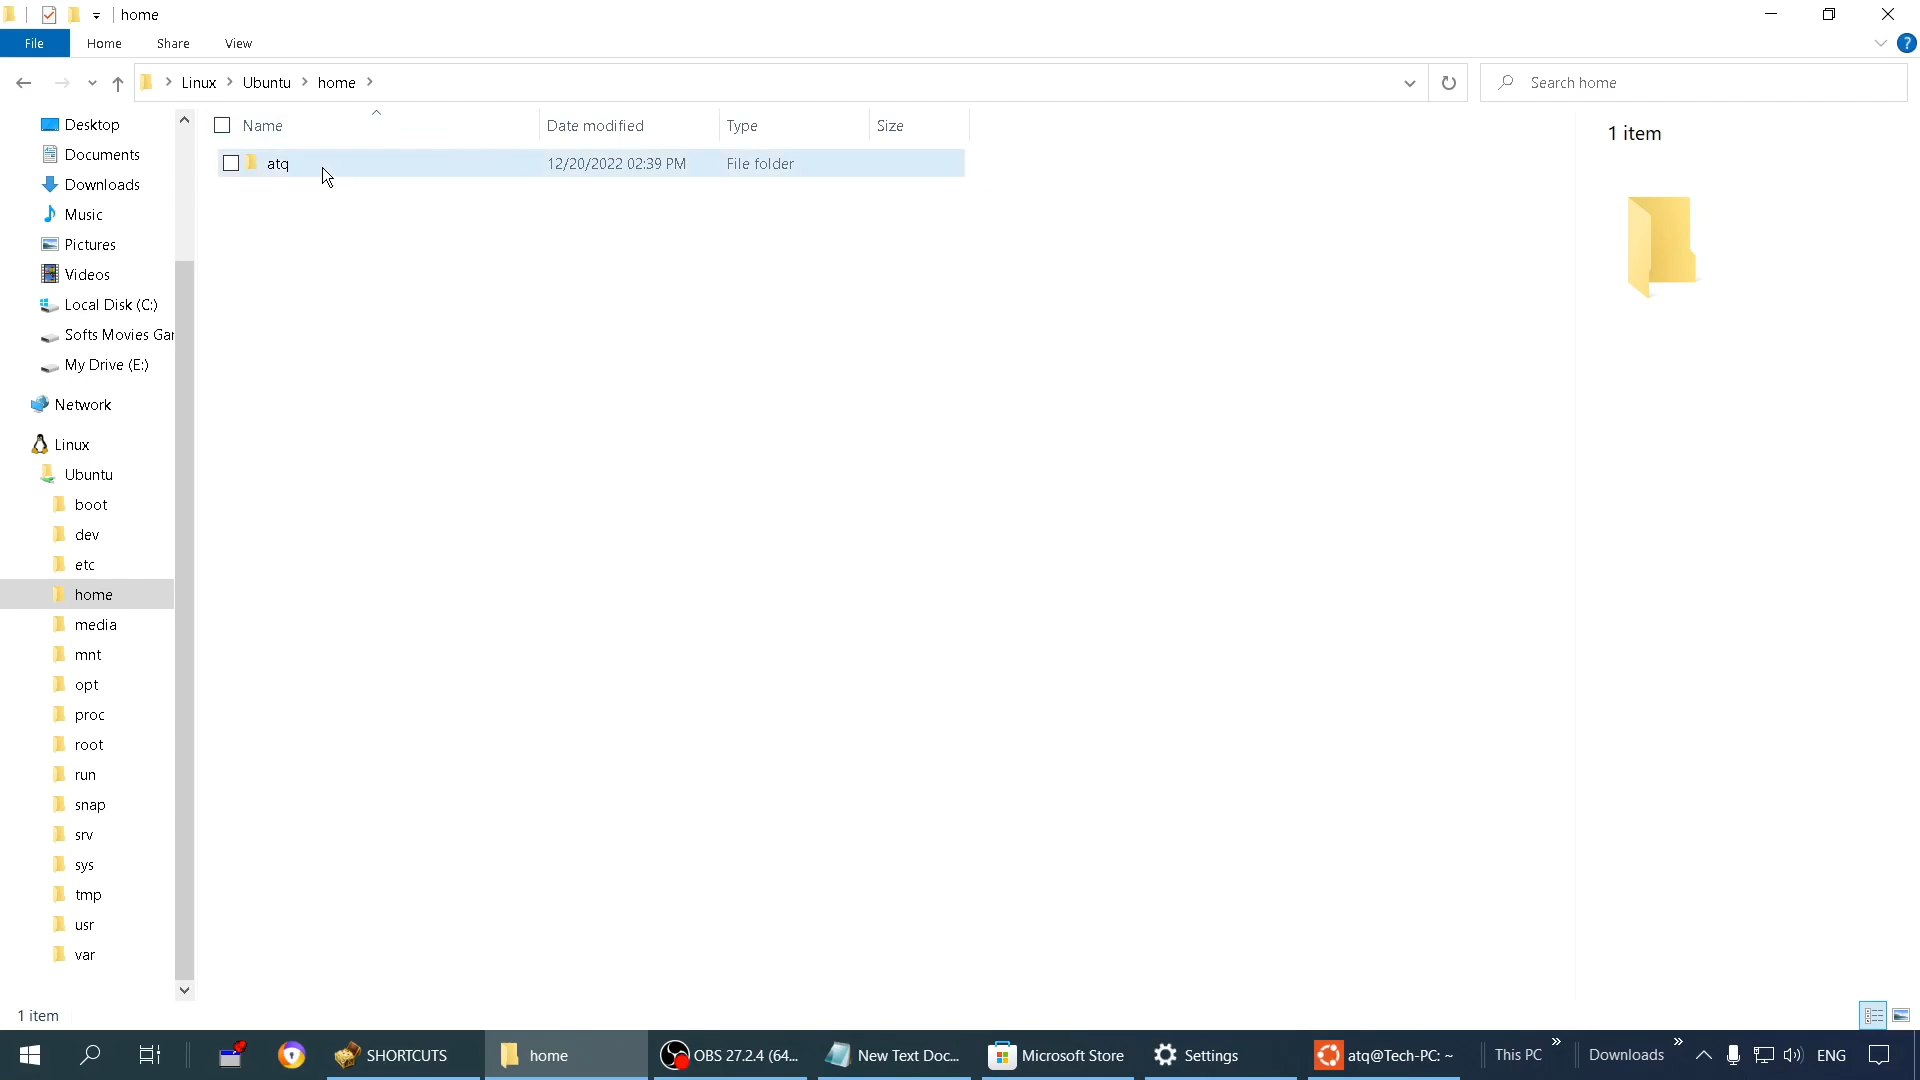 home
File
Home
Share
View
Linux
Ubuntu
home
Search home
Desktop
Documents
Downloads
Music
Pictures
Videos
Local Disk (C:)
Softs Movies Gar
My Drive (E:)
Network
Linux
Ubuntu
boot
dev
etc
home
media
mnt
opt
proc
root
run
snap
srv
sys
tmp
usr
var
Name
Date modified
Type
Size
atq
12/20/2022 02:39 PM
File folder
1 item
1 item
SHORTCUTS
home
OBS 27.2.4 (64...
New Text Doc...
Microsoft Store
Settings
atq@Tech-PC: ~
This PC
Downloads
ENG